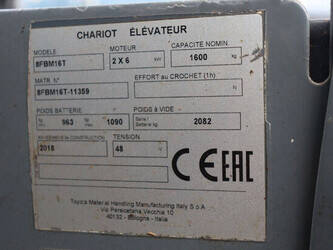 CHARIOT ÉLÉVATEUR
MODELE MOTEUR CAPACITE NOMIN.
8FBM16T 2 X 6 kW 1600 kg
MATR. N° EFFORT au CROCHET (1h)
8FBM16T-11359 N
POIDS BATTERIE POIDS à VIDE
963 1090 Sans / Batterie kg 2082
TENSION
2018 48 V
CE EAC
Toyota Material Handling Manufacturing Italy S.p.A
Via Persicetana Vecchia 10
40132 - Bologna - Italia